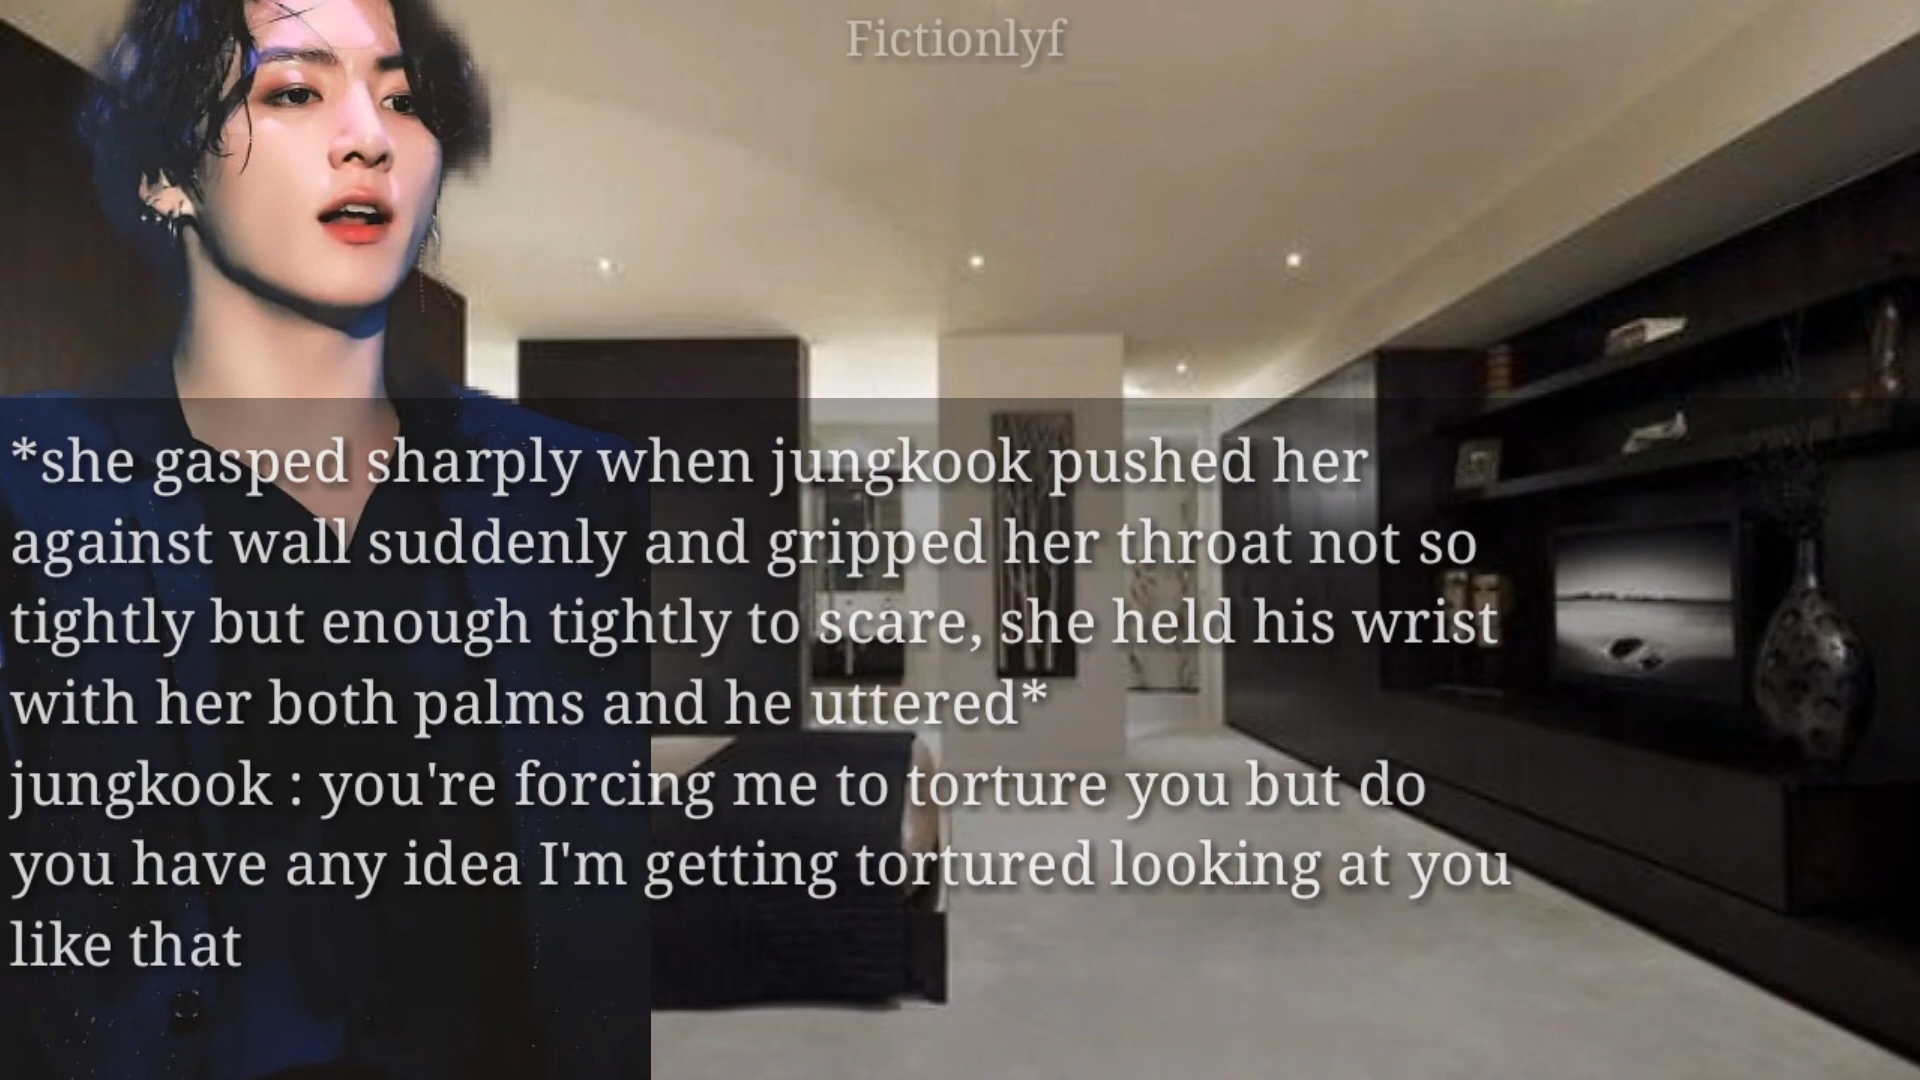 Fictionlyf
*she gasped sharply when jungkook pushed her
against wall suddenly and gripped her throat not so
tightly but enough tightly to scare, she held his wrist
with her both palms and he uttered*
jungkook : you're forcing me to torture you but do
you have any idea I'm getting tortured looking at you
like that